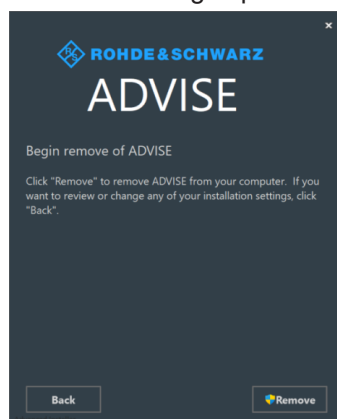 ROHDE&SCHWARZ
ADVISE
Begin remove of ADVISE
Click "Remove" to remove ADVISE from your computer. If you
want to review or change any of your installation settings, click
"Back".
Back
Remove